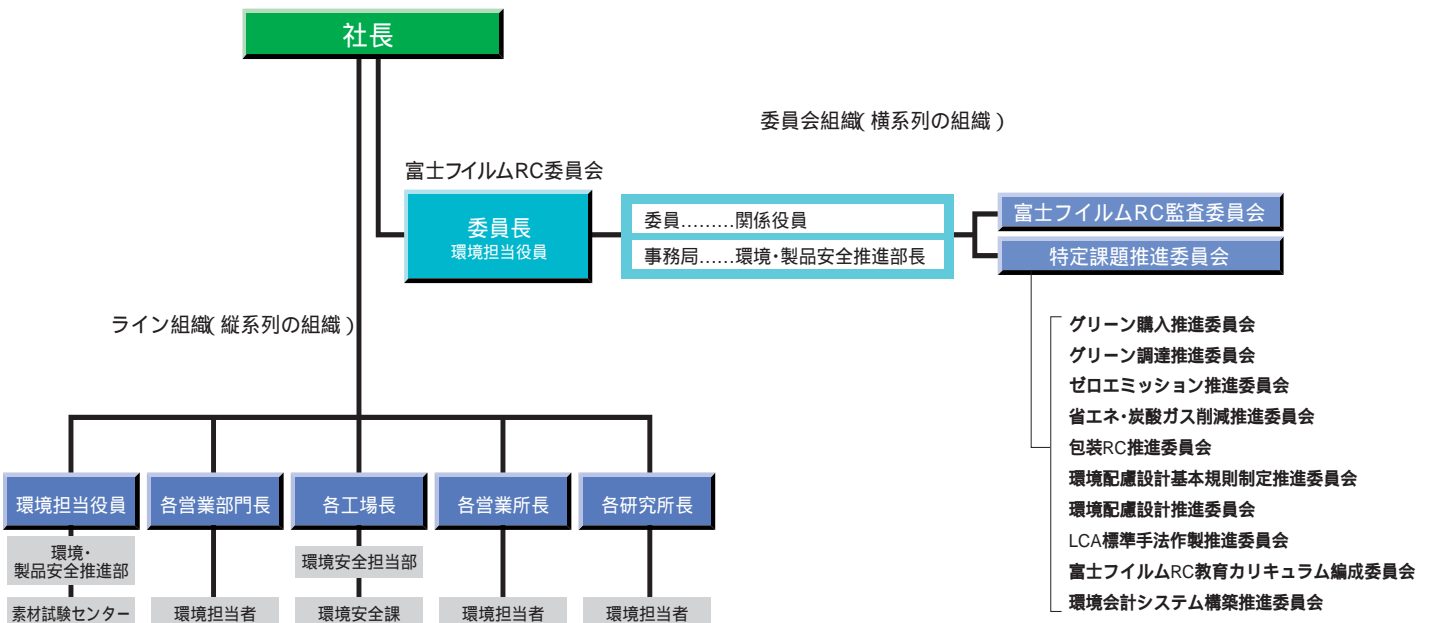 社長
委員会組織(横系列の組織)
富士フイルムRC委員会
委員長
環境担当役員
委員………関係役員
事務局……環境・製品安全推進部長
富士フイルムRC監査委員会
特定課題推進委員会
グリーン購入推進委員会
グリーン調達推進委員会
ゼロエミッション推進委員会
省エネ・炭酸ガス削減推進委員会
包装RC推進委員会
環境配慮設計基本規則制定推進委員会
環境配慮設計推進委員会
LCA標準手法作製推進委員会
富士フイルムRC教育カリキュラム編成委員会
環境会計システム構築推進委員会
ライン組織(縦系列の組織)
環境担当役員
各営業部門長
各工場長
各営業所長
各研究所長
環境・
製品安全推進部
環境安全担当部
素材試験センター
環境担当者
環境安全課
環境担当者
環境担当者